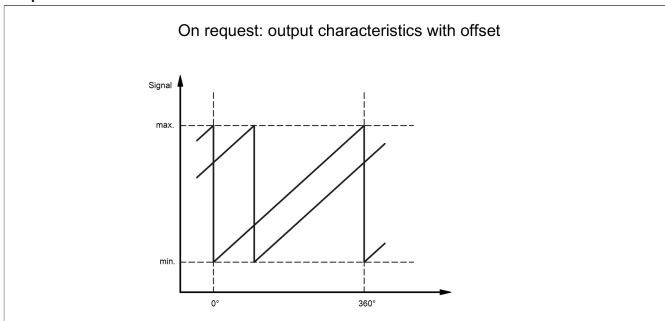 On request: output characteristics with offset
Signal
max.
min.
0°
360°